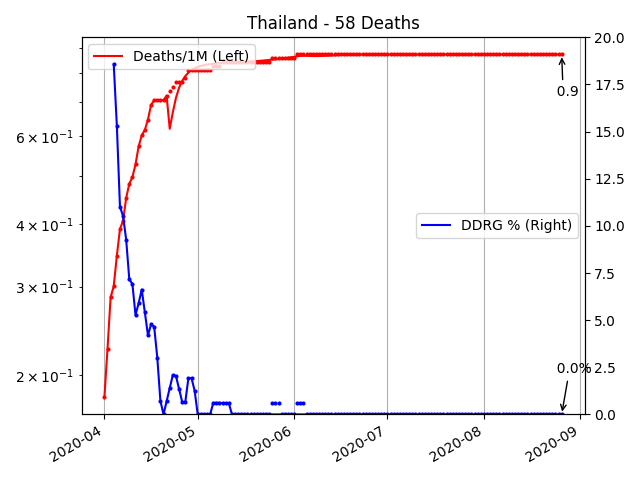 Thailand - 58 Deaths
Deaths/1M (Left)
DDRG % (Right)
0.9
0.0%
6 × 10⁻¹
4 × 10⁻¹
3 × 10⁻¹
2 × 10⁻¹
20.0
17.5
15.0
12.5
10.0
7.5
5.0
2.5
0.0
2020-04
2020-05
2020-06
2020-07
2020-08
2020-09